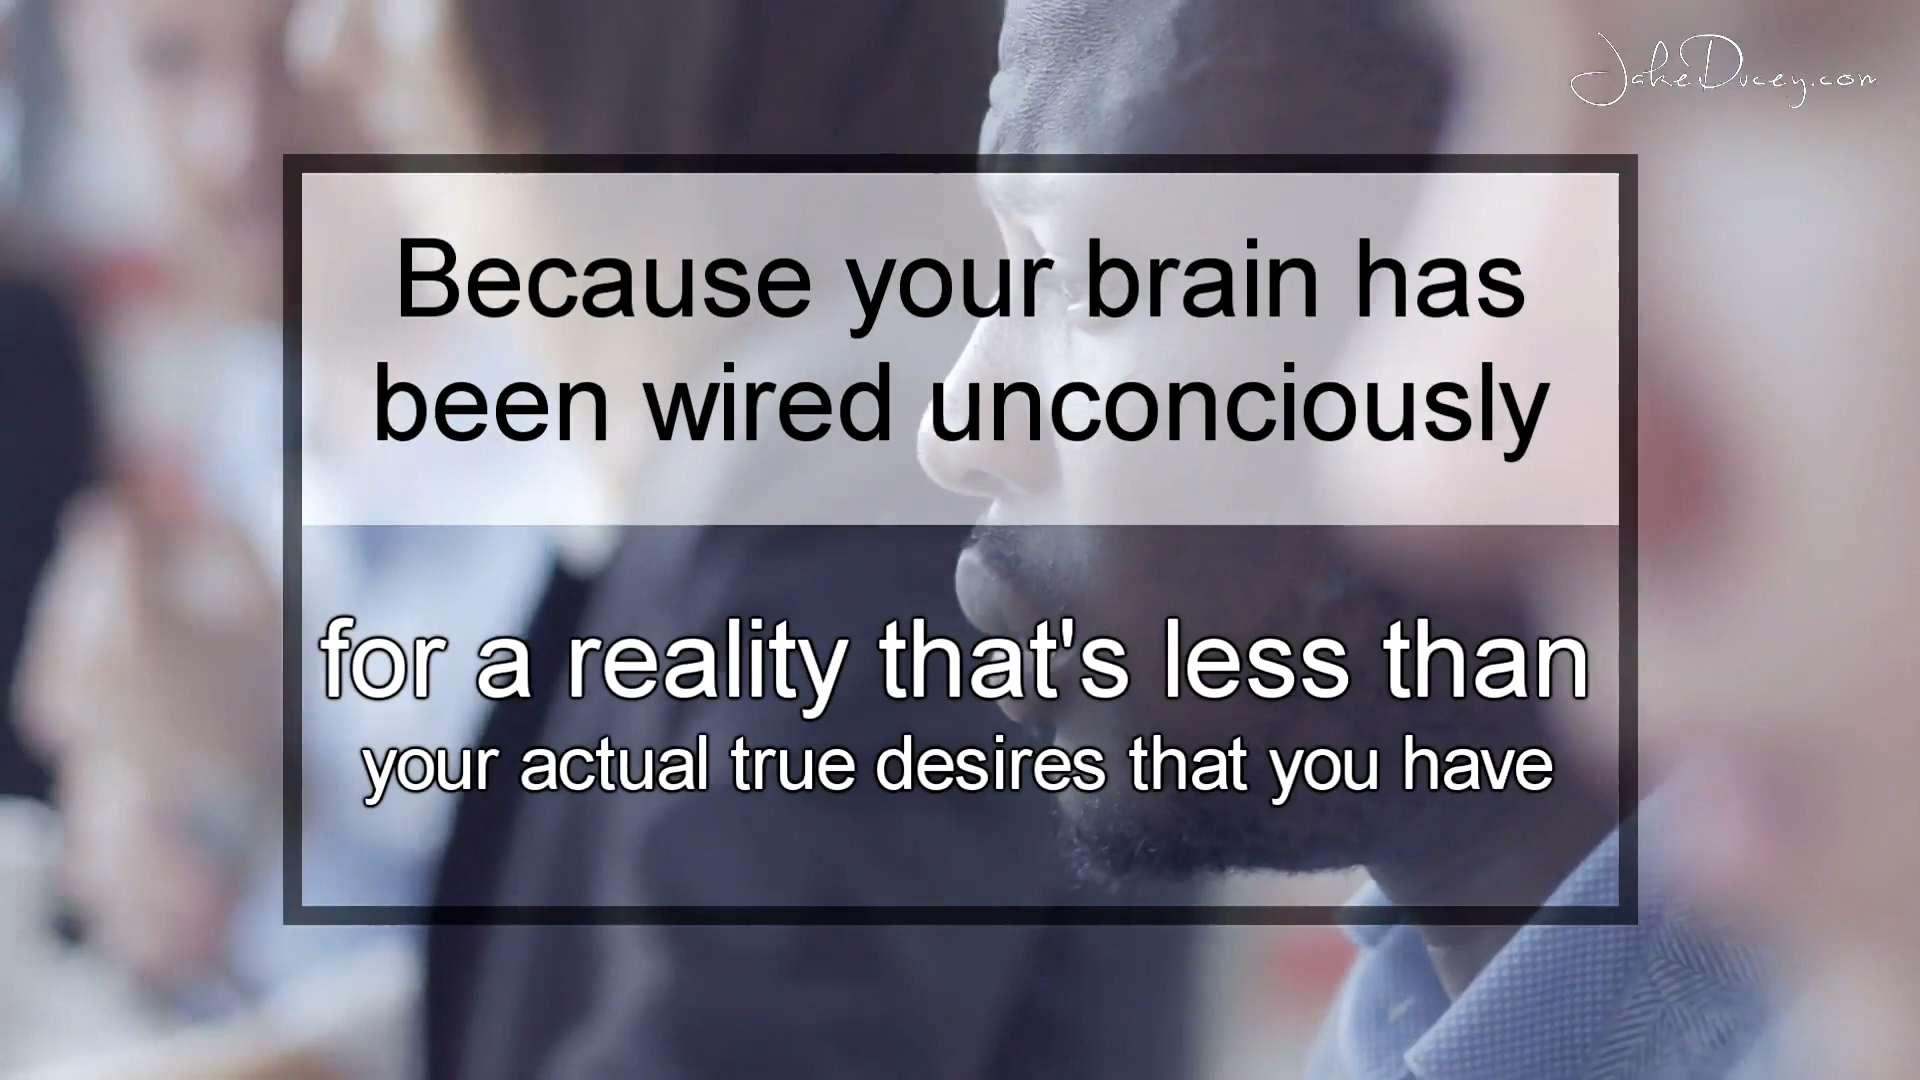 JakeDucey.com
Because your brain has
been wired unconciously
for a reality that's less than
your actual true desires that you have